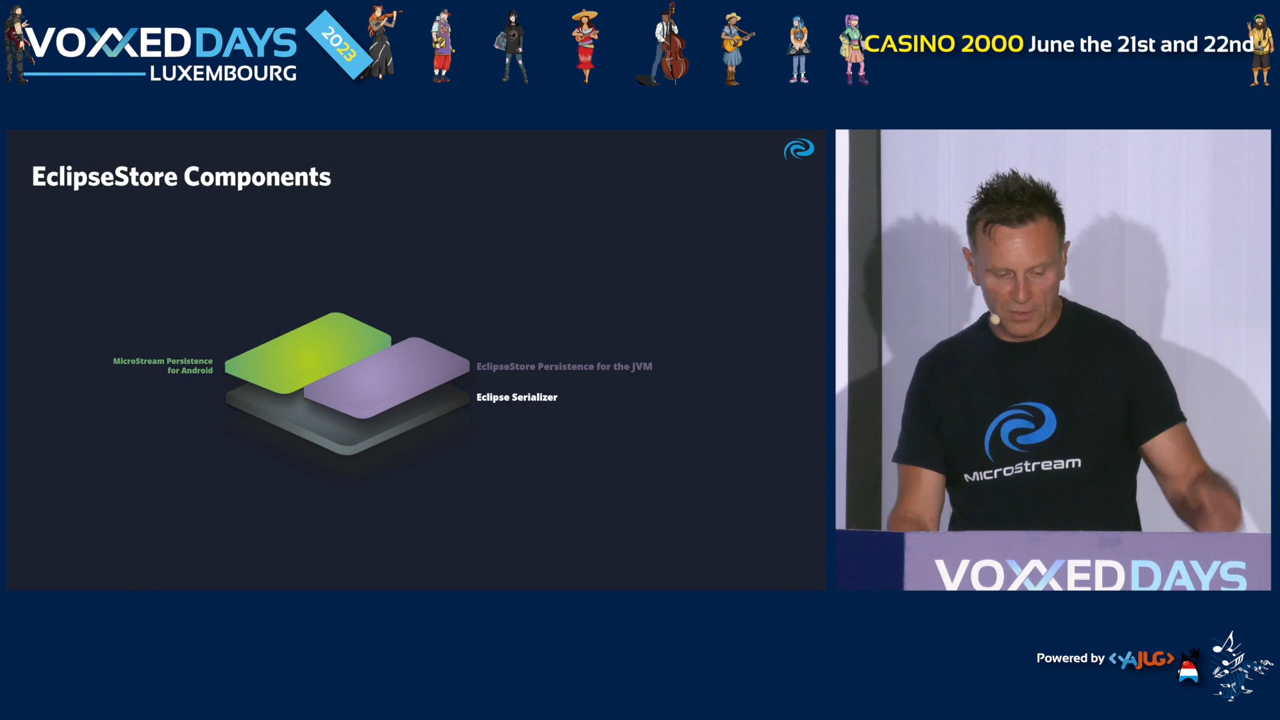 VOXXEDDAYS
LUXEMBOURG
2023
CASINO 2000 June the 21st and 22nd
EclipseStore Components
MicroStream Persistence
for Android
EclipseStore Persistence for the JVM
Eclipse Serializer
MicroStream
VOXXEDDAYS
Powered by <YAJUG>